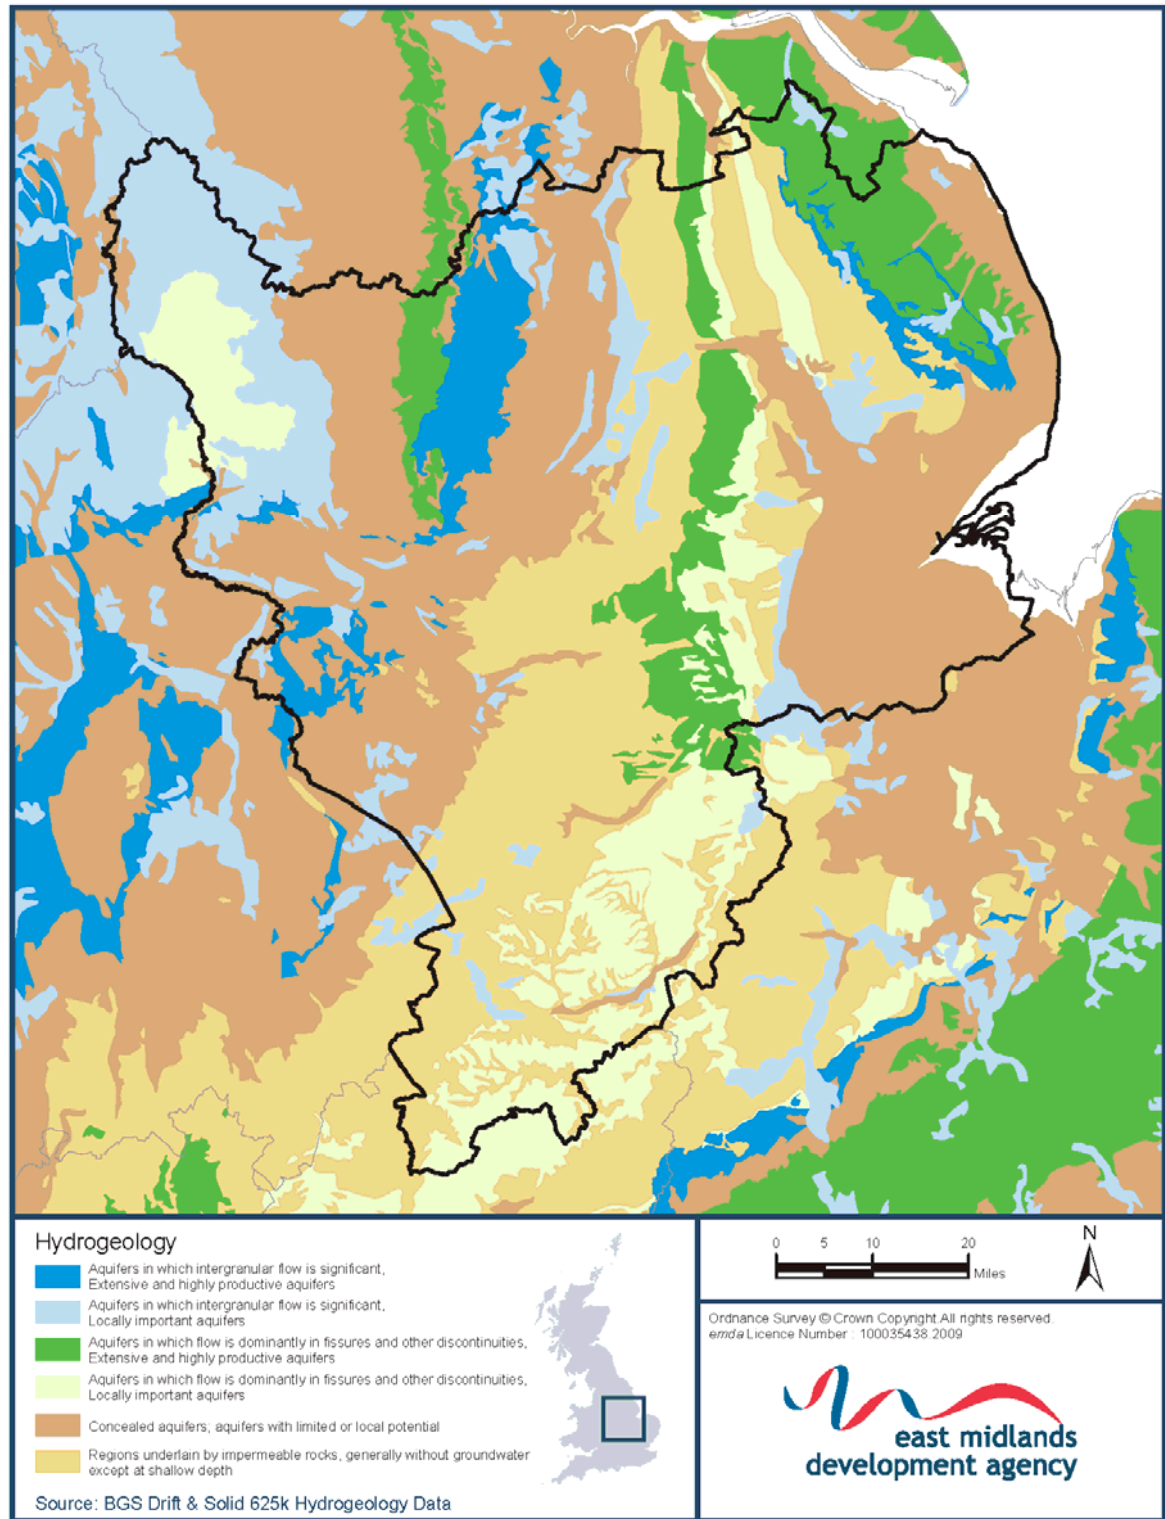 Hydrogeology
Aquifers in which intergranular flow is significant,
Extensive and highly productive aquifers
Aquifers in which intergranular flow is significant,
Locally important aquifers
Aquifers in which flow is dominantly in fissures and other discontinuities,
Extensive and highly productive aquifers
Aquifers in which flow is dominantly in fissures and other discontinuities,
Locally important aquifers
Concealed aquifers; aquifers with limited or local potential
Regions underlain by impermeable rocks, generally without groundwater
except at shallow depth
Source: BGS Drift & Solid 625k Hydrogeology Data
0 5 10 20
Miles
N
Ordnance Survey © Crown Copyright.All rights reserved.
emda Licence Number : 100035438 2009
east midlands
development agency